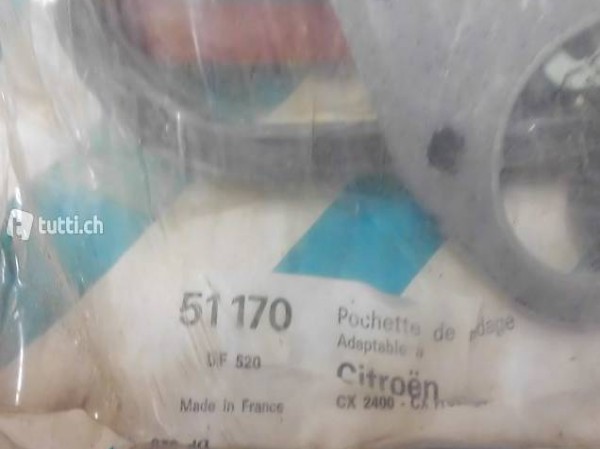 tutti.ch
51 170
520
Made in France
Pochette de
Adaptable à
Citroën
CX 2400 -